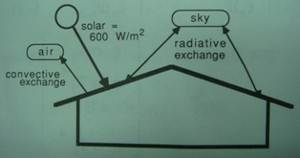 solar =
600 W/m²
sky
air
radiative
exchange
convective
exchange